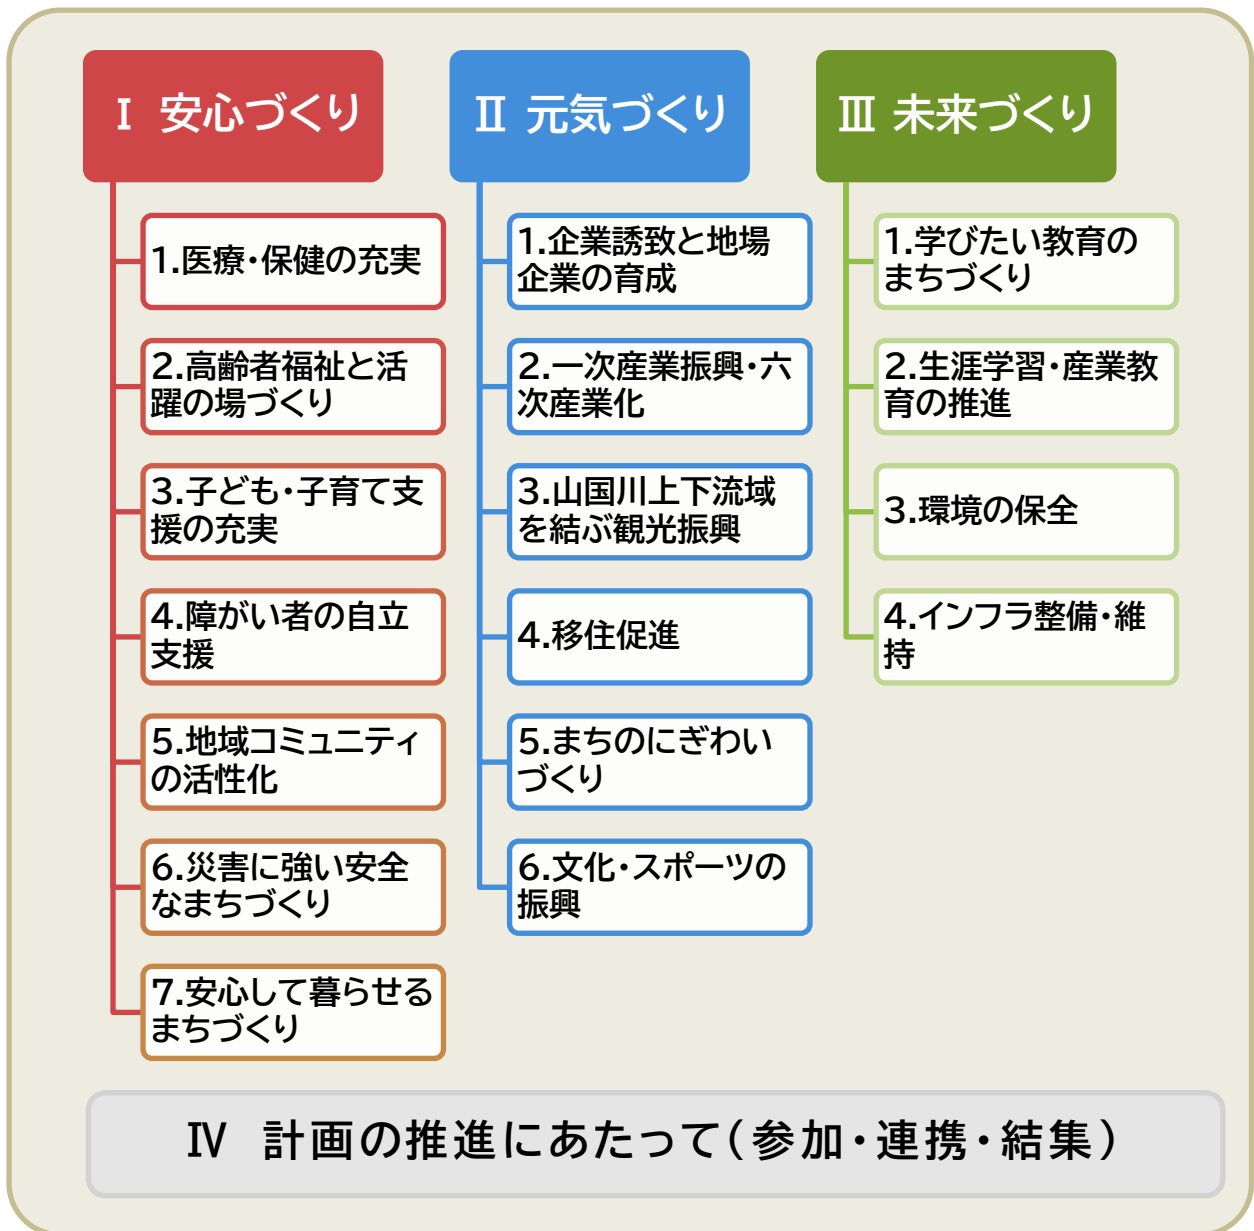 Ⅰ 安心づくり
1.医療・保健の充実
2.高齢者福祉と活
躍の場づくり
3.子ども・子育て支
援の充実
4.障がい者の自立
支援
5.地域コミュニティ
の活性化
6.災害に強い安全
なまちづくり
7.安心して暮らせる
まちづくり
Ⅱ 元気づくり
1.企業誘致と地場
企業の育成
2.一次産業振興・六
次産業化
3.山国川上下流域
を結ぶ観光振興
4.移住促進
5.まちのにぎわい
づくり
6.文化・スポーツの
振興
Ⅲ 未来づくり
1.学びたい教育の
まちづくり
2.生涯学習・産業教
育の推進
3.環境の保全
4.インフラ整備・維
持
Ⅳ 計画の推進にあたって(参加・連携・結集)